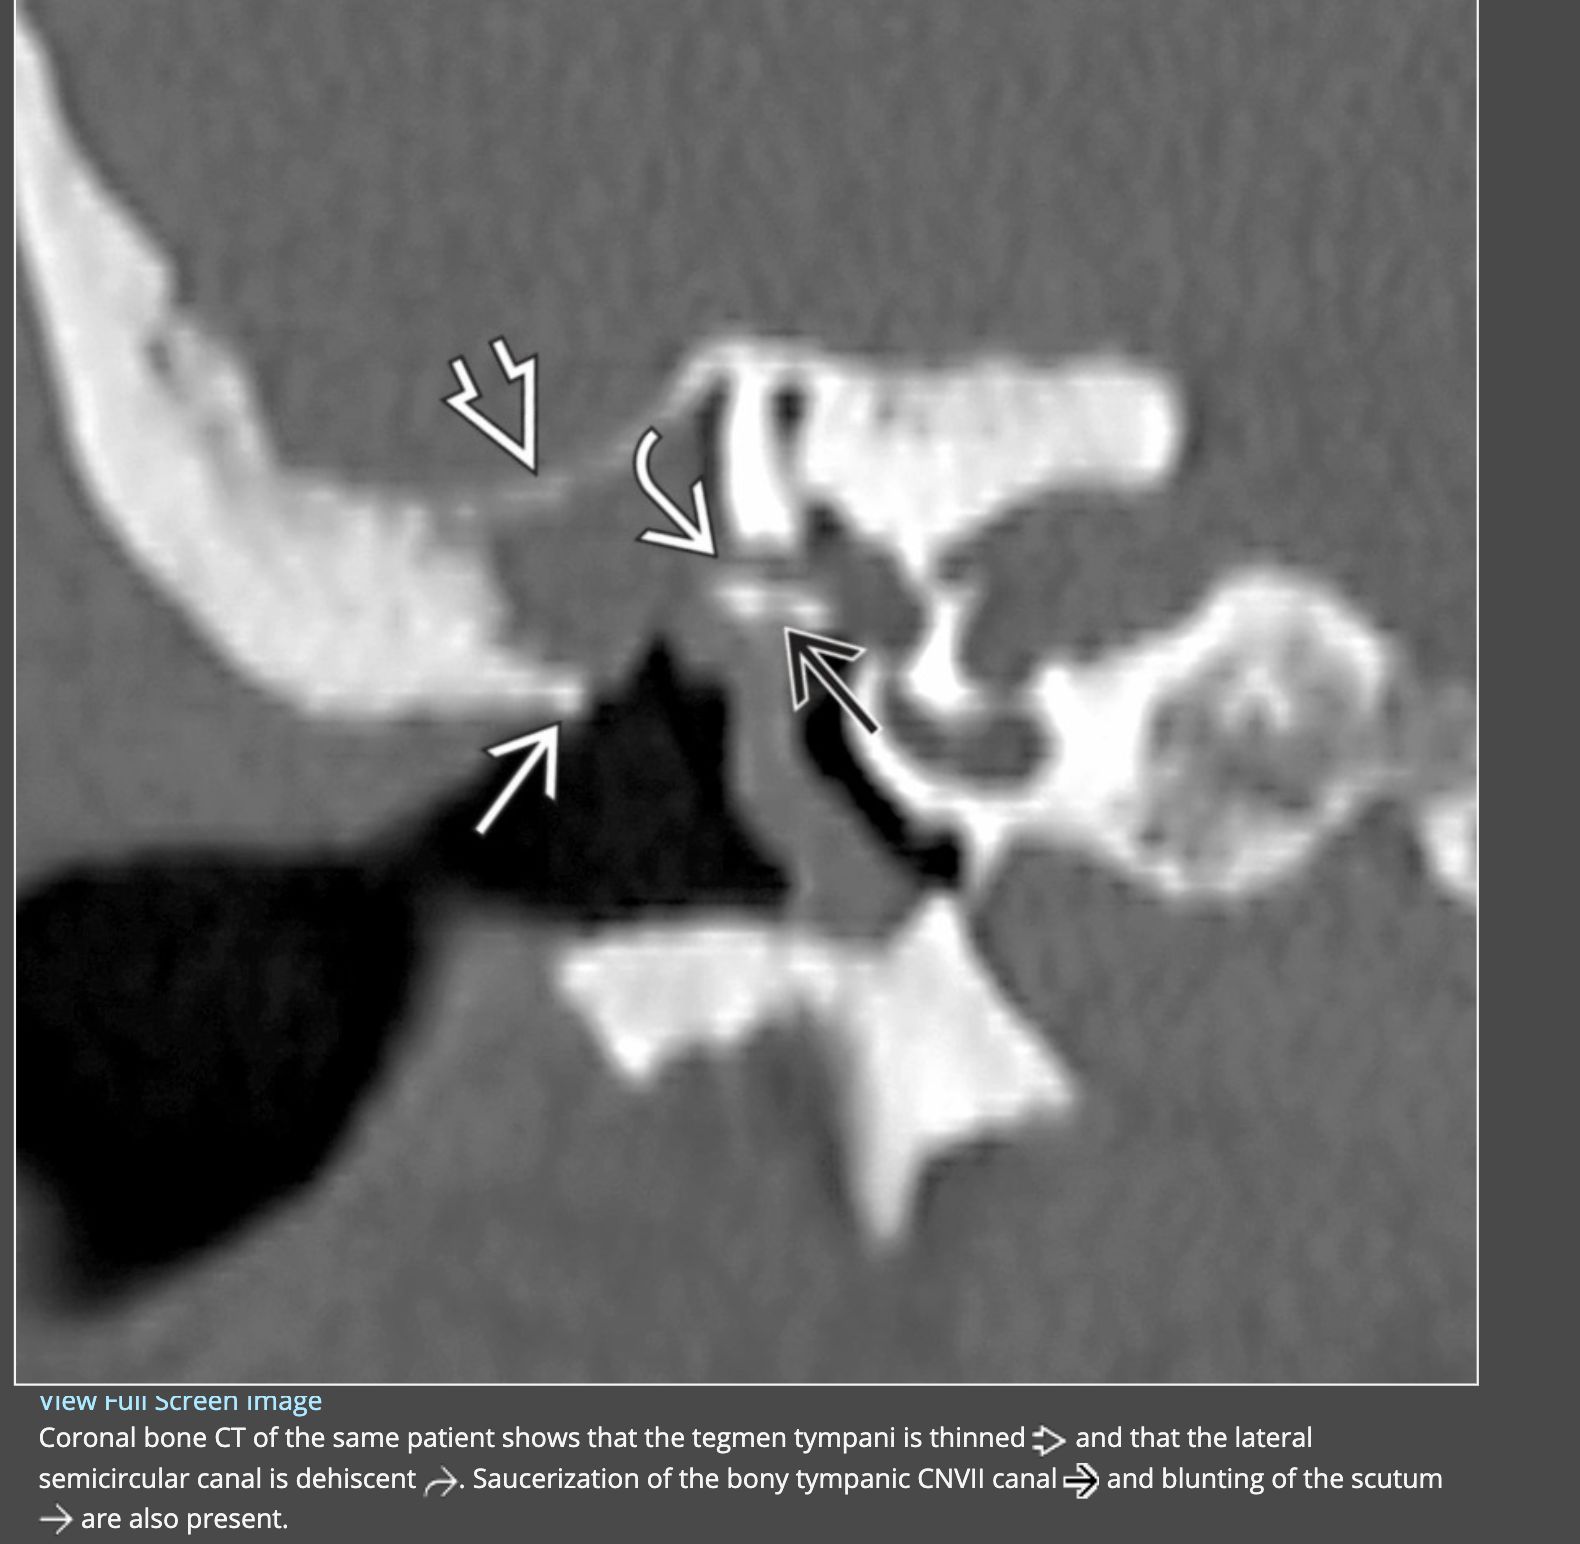 View Full Screen Image
Coronal bone CT of the same patient shows that the tegmen tympani is thinned and that the lateral
semicircular canal is dehiscent . Saucerization of the bony tympanic CNVII canal and blunting of the scutum
are also present.